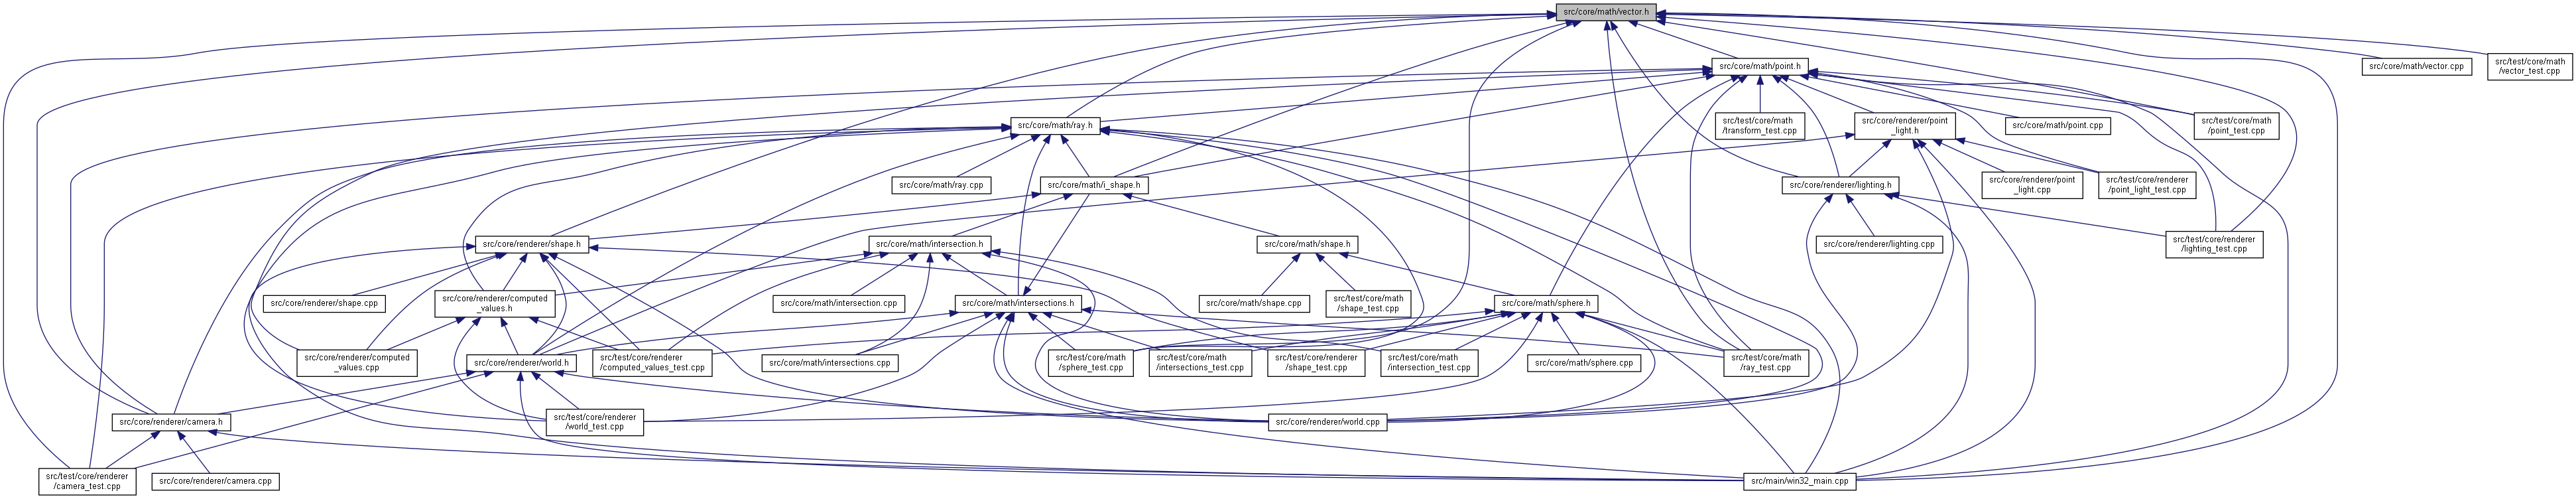 src/core/math/vector.h
src/core/math/point.h
src/core/math/vector.cpp
src/test/core/math
/vector_test.cpp
src/core/math/ray.h
src/test/core/math
/transform_test.cpp
src/core/renderer/point
_light.h
src/core/math/point.cpp
src/test/core/math
/point_test.cpp
src/core/math/ray.cpp
src/core/math/i_shape.h
src/core/renderer/lighting.h
src/core/renderer/point
_light.cpp
src/test/core/renderer
/point_light_test.cpp
src/core/renderer/shape.h
src/core/math/intersection.h
src/core/math/shape.h
src/core/renderer/lighting.cpp
src/test/core/renderer
/lighting_test.cpp
src/core/renderer/shape.cpp
src/core/renderer/computed
_values.h
src/core/math/intersection.cpp
src/core/math/intersections.h
src/core/math/shape.cpp
src/test/core/math
/shape_test.cpp
src/core/math/sphere.h
src/core/renderer/computed
_values.cpp
src/core/renderer/world.h
src/test/core/renderer
/computed_values_test.cpp
src/core/math/intersections.cpp
src/test/core/math
/sphere_test.cpp
src/test/core/math
/intersections_test.cpp
src/test/core/renderer
/shape_test.cpp
src/test/core/math
/intersection_test.cpp
src/core/math/sphere.cpp
src/test/core/math
/ray_test.cpp
src/core/renderer/camera.h
src/test/core/renderer
/world_test.cpp
src/core/renderer/world.cpp
src/test/core/renderer
/camera_test.cpp
src/core/renderer/camera.cpp
src/main/win32_main.cpp